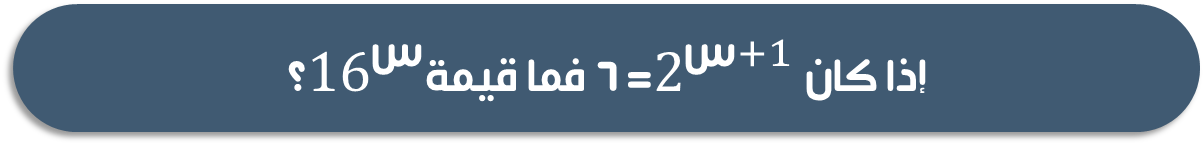 إذا كان 2^{س+1} = ٦ فما قيمة 16^{س}؟